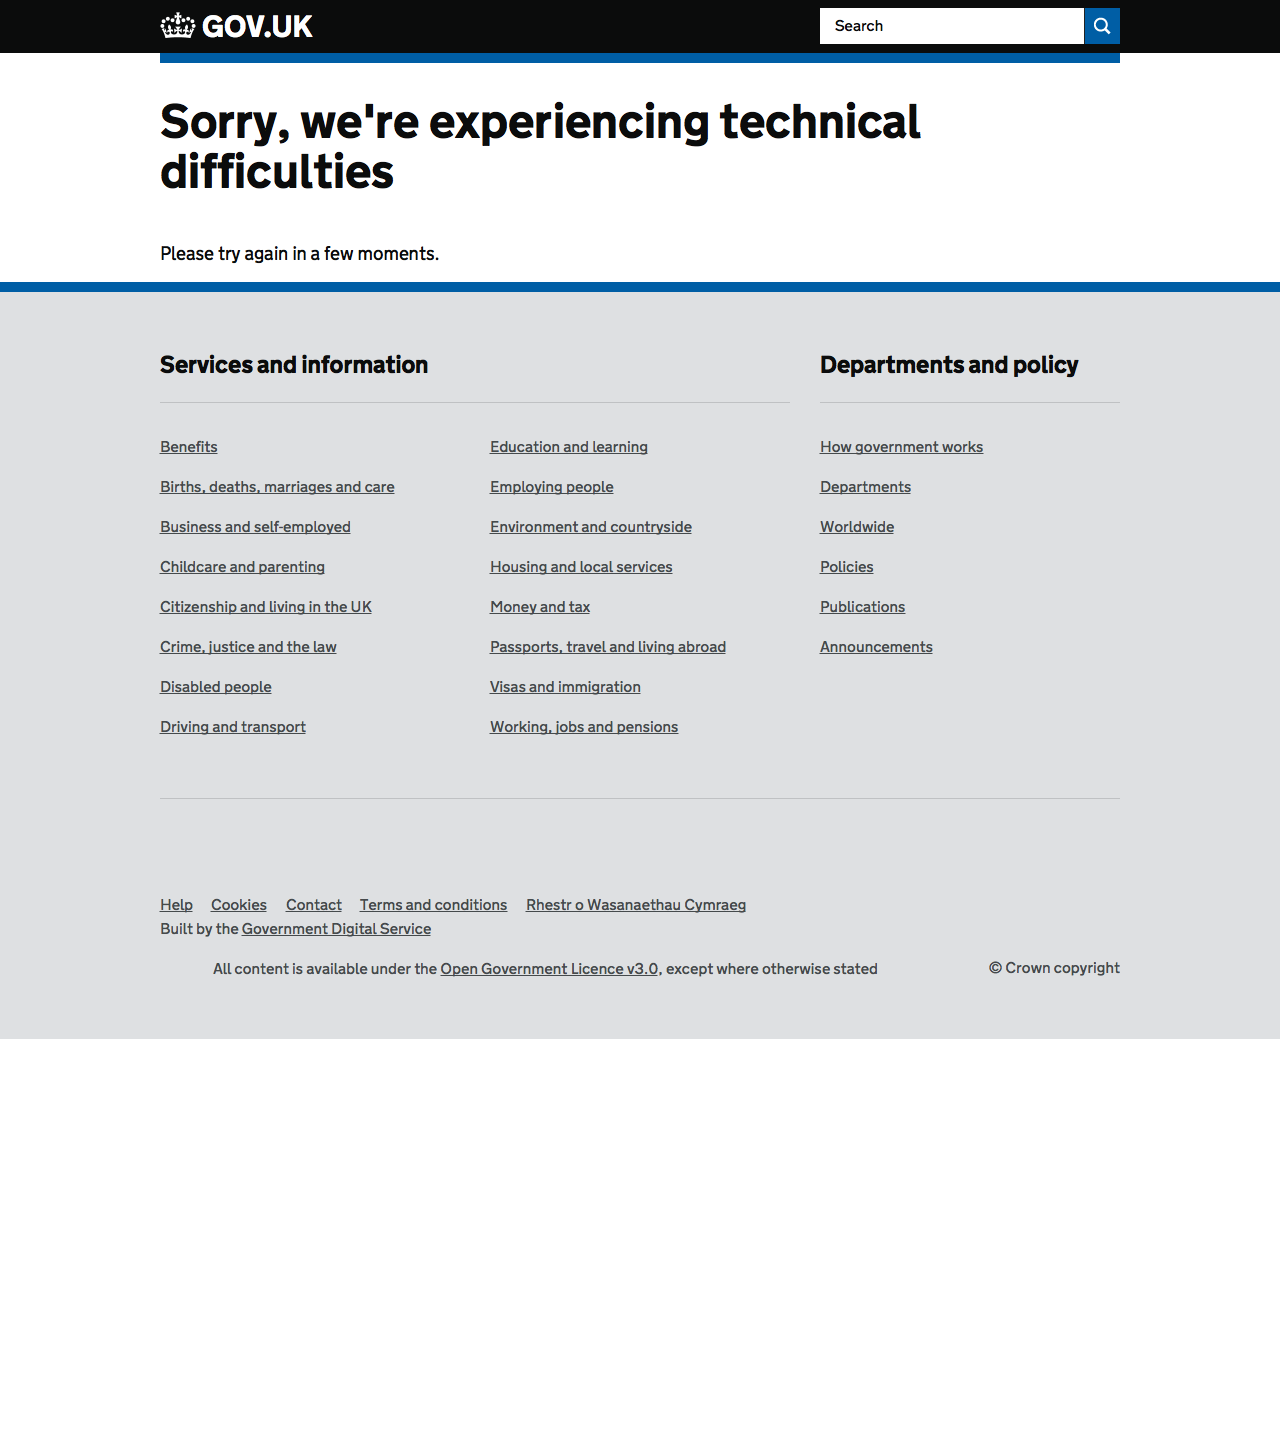 GOV.UK
Search
Sorry, we're experiencing technical
difficulties
Please try again in a few moments.
Services and information
Benefits
Births, deaths, marriages and care
Business and self-employed
Childcare and parenting
Citizenship and living in the UK
Crime, justice and the law
Disabled people
Driving and transport
Education and learning
Employing people
Environment and countryside
Housing and local services
Money and tax
Passports, travel and living abroad
Visas and immigration
Working, jobs and pensions
Departments and policy
How government works
Departments
Worldwide
Policies
Publications
Announcements
Help Cookies Contact Terms and conditions Rhestr o Wasanaethau Cymraeg
Built by the Government Digital Service
All content is available under the Open Government Licence v3.0, except where otherwise stated
© Crown copyright